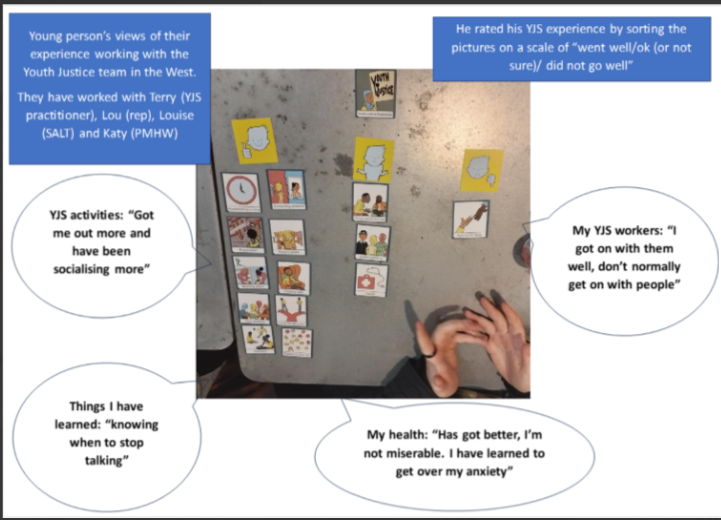 Young person's views of their
experience working with the
Youth Justice team in the West.
They have worked with Terry (YJS
practitioner), Lou (rep), Louise
(SALT) and Katy (PMHW)
He rated his YJS experience by sorting the
pictures on a scale of "went well/ok (or not
sure)/ did not go well"
YOUTH
JUSTICE
YJS activities: "Got
me out more and
have been
socialising more"
My YJS workers: "I
got on with them
well, don't normally
get on with people"
Things I have
learned: "knowing
when to stop
talking"
My health: "Has got better, I'm
not miserable. I have learned to
get over my anxiety"